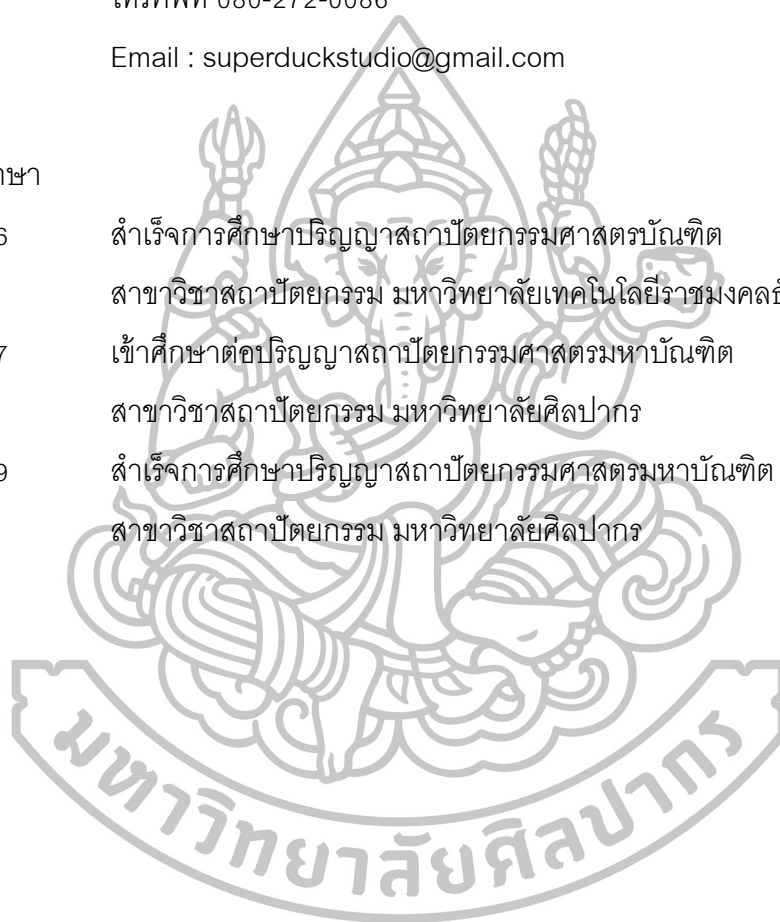 โทรศัพท์ 080-272-0086
Email : superduckstudio@gmail.com
6 สำเร็จการศึกษาปริญญาสถาปัตยกรรมศาสตรบัณฑิต
สาขาวิชาสถาปัตยกรรม มหาวิทยาลัยเทคโนโลยีราชมงคล
7 เข้าศึกษาต่อปริญญาสถาปัตยกรรมศาสตรมหาบัณฑิต
สาขาวิชาสถาปัตยกรรม มหาวิทยาลัยศิลปากร
9 สำเร็จการศึกษาปริญญาสถาปัตยกรรมศาสตรมหาบัณฑิต
สาขาวิชาสถาปัตยกรรม มหาวิทยาลัยศิลปากร
มหาวิทยาลัยศิลปากร